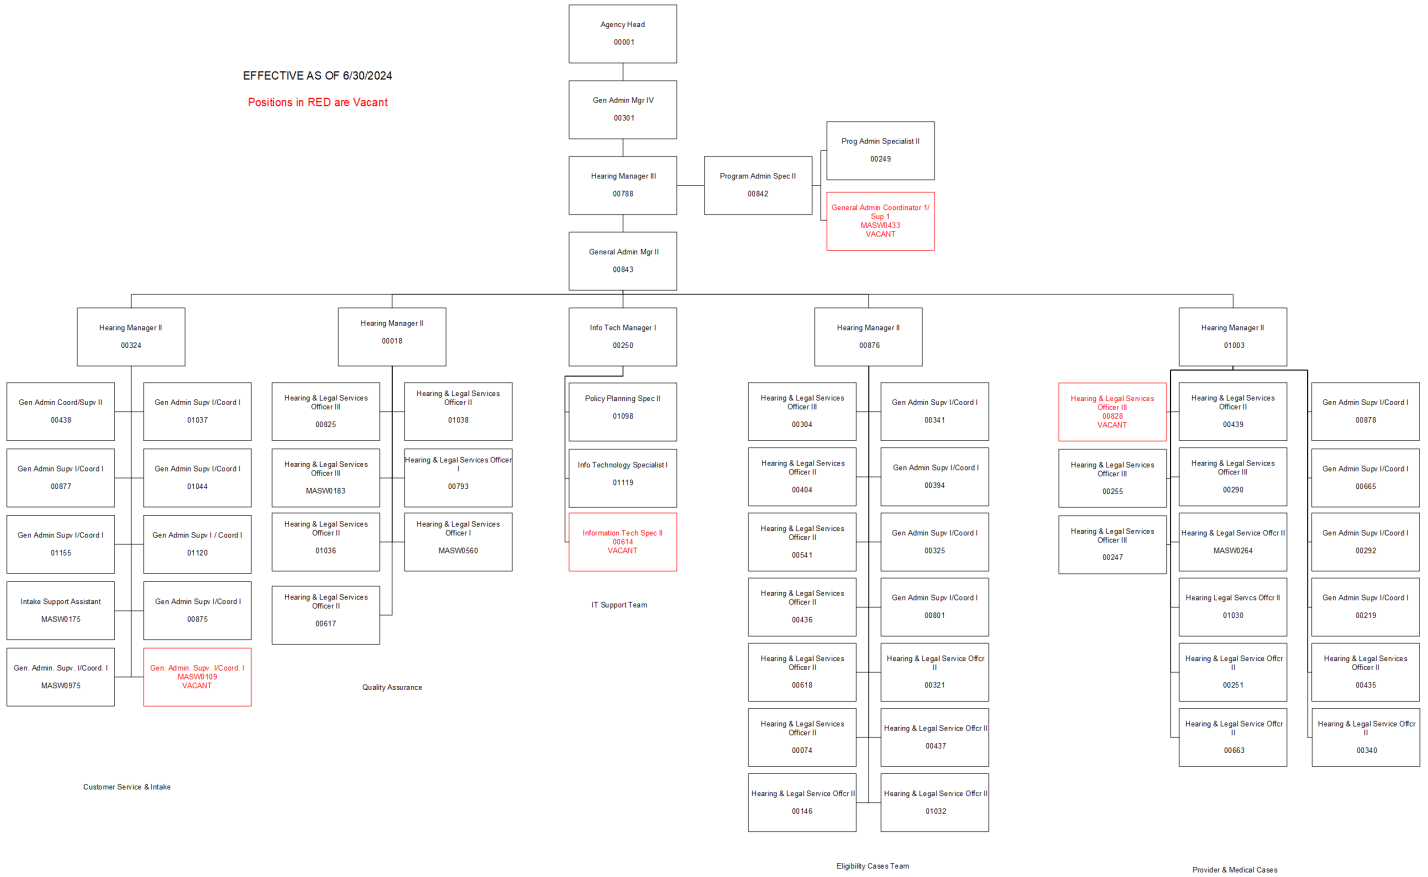 Agency Head
00001
EFFECTIVE AS OF 6/30/2024
Positions in RED are Vacant
Gen Admin Mgr IV
00301
Hearing Manager III
00788
Program Admin Spec II
00842
Prog Admin Specialist II
00249
General Admin Coordinator 1/
Sup 1
MASW0433
VACANT
General Admin Mgr II
00843
Hearing Manager II
00324
Gen Admin Coord/Supv II
00438
Gen Admin Supv I/Coord I
01037
Gen Admin Supv I/Coord I
00877
Gen Admin Supv I/Coord I
01044
Gen Admin Supv I/Coord I
01155
Gen Admin Supv I / Coord I
01120
Intake Support Assistant
MASW0175
Gen Admin Supv I/Coord I
00875
Gen. Admin. Supv. I/Coord. I
MASW0975
Gen. Admin. Supv. I/Coord. I
MASW0109
VACANT
Customer Service & Intake
Hearing Manager II
00018
Hearing & Legal Services
Officer III
00825
Hearing & Legal Services
Officer II
01038
Hearing & Legal Services
Officer III
MASW0183
Hearing & Legal Services Officer
I
00793
Hearing & Legal Services
Officer II
01036
Hearing & Legal Services
Officer I
MASW0560
Hearing & Legal Services
Officer II
00617
Quality Assurance
Info Tech Manager I
00250
Policy Planning Spec II
01098
Info Technology Specialist I
01119
Information Tech Spec II
00614
VACANT
IT Support Team
Hearing Manager II
00876
Hearing & Legal Services
Officer III
00304
Gen Admin Supv I/Coord I
00341
Hearing & Legal Services
Officer II
00404
Gen Admin Supv I/Coord I
00394
Hearing & Legal Services
Officer II
00541
Gen Admin Supv I/Coord I
00325
Hearing & Legal Services
Officer II
00436
Gen Admin Supv I/Coord I
00801
Hearing & Legal Services
Officer II
00618
Hearing & Legal Service Offcr
II
00321
Hearing & Legal Services
Officer II
00074
Hearing & Legal Service Offcr II
00437
Hearing & Legal Service Offcr II
00146
Hearing & Legal Service Offcr II
01032
Eligibility Cases Team
Hearing Manager II
01003
Hearing & Legal Services
Officer III
00828
VACANT
Hearing & Legal Services
Officer II
00439
Gen Admin Supv I/Coord I
00878
Hearing & Legal Services
Officer III
00255
Hearing & Legal Services
Officer III
00290
Gen Admin Supv I/Coord I
00665
Hearing & Legal Services
Officer III
00247
Hearing & Legal Service Offcr II
MASW0264
Gen Admin Supv I/Coord I
00292
Hearing Legal Servcs Offcr II
01030
Gen Admin Supv I/Coord I
00219
Hearing & Legal Service Offcr
II
00251
Hearing & Legal Services
Officer II
00435
Hearing & Legal Service Offcr
II
00663
Hearing & Legal Service Offcr
II
00340
Provider & Medical Cases